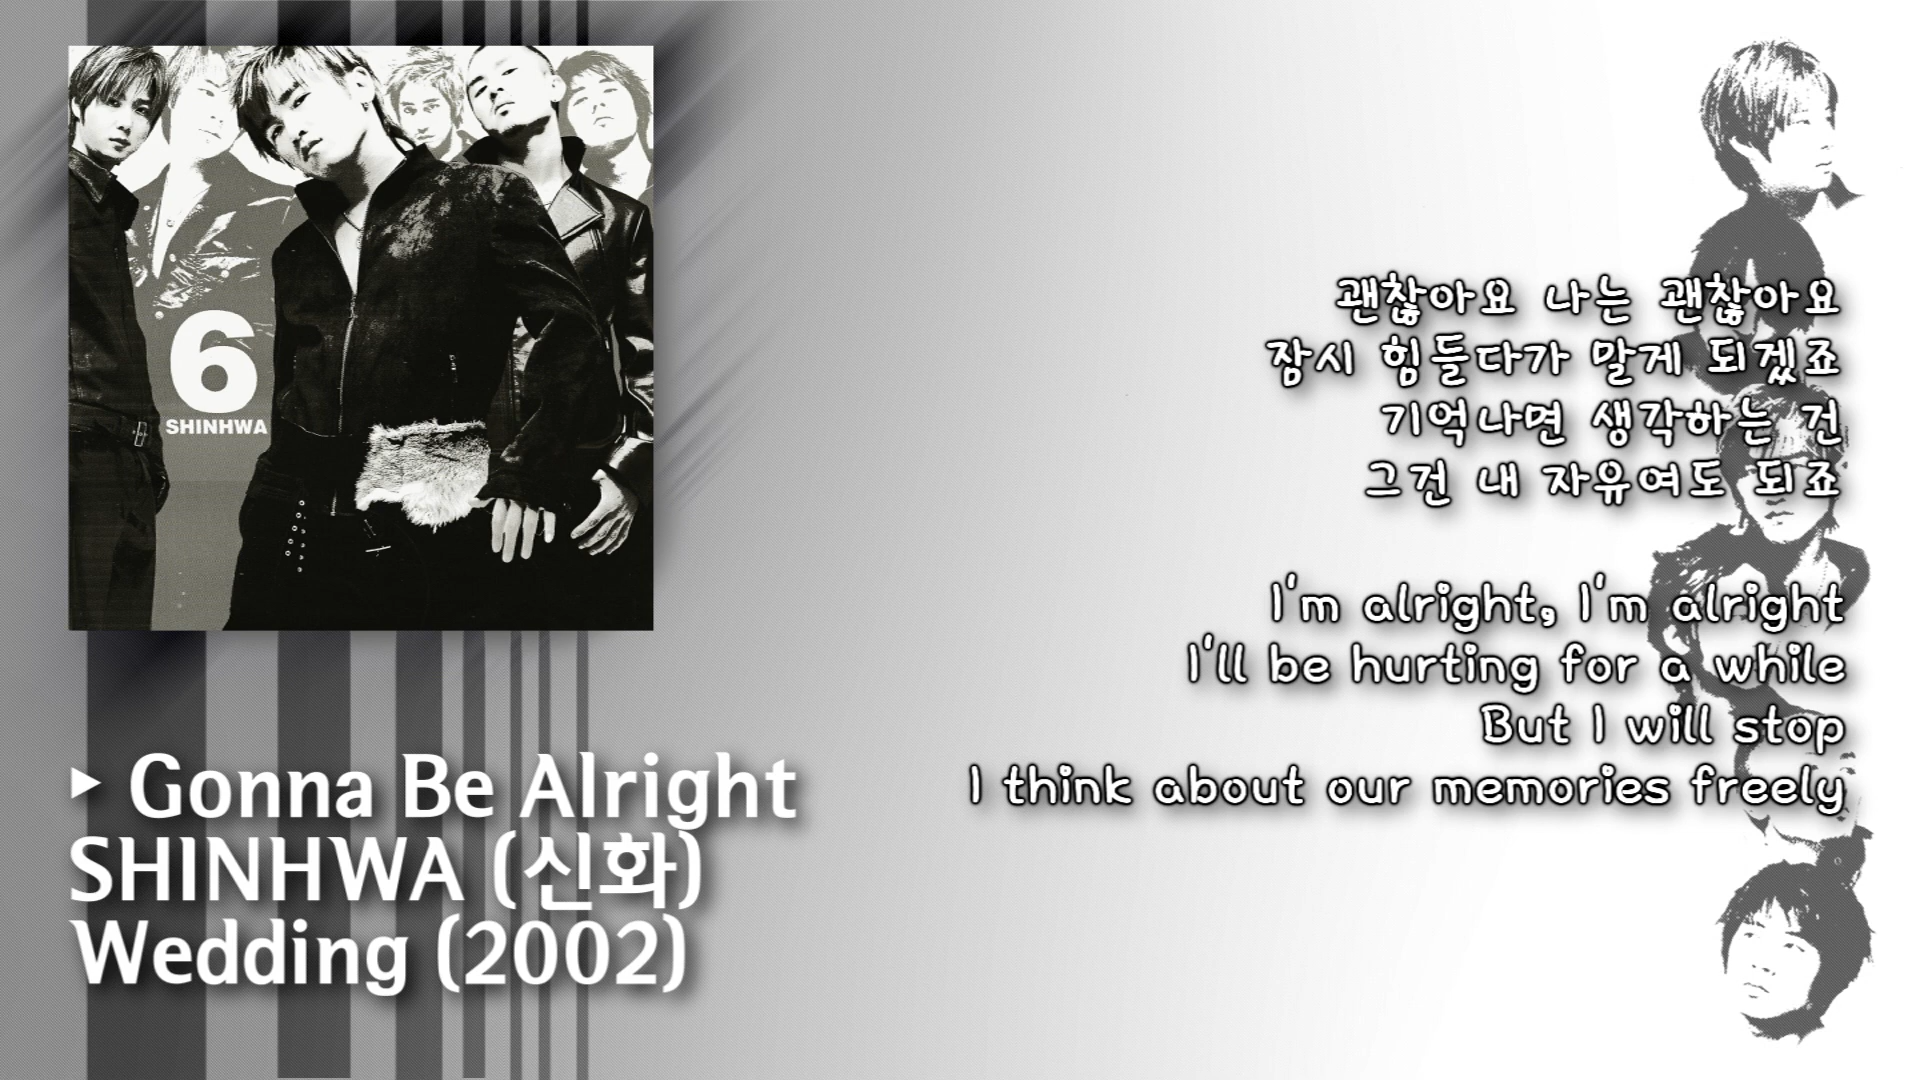 6
SHINHWA
▸ Gonna Be Alright
SHINHWA (신화)
Wedding (2002)
괜찮아요 나는 괜찮아요
잠시 힘들다가 말게 되겠죠
기억나면 생각하는 건
그건 내 자유여도 되죠
I'm alright, I'm alright
I'll be hurting for a while
But I will stop
I think about our memories freely